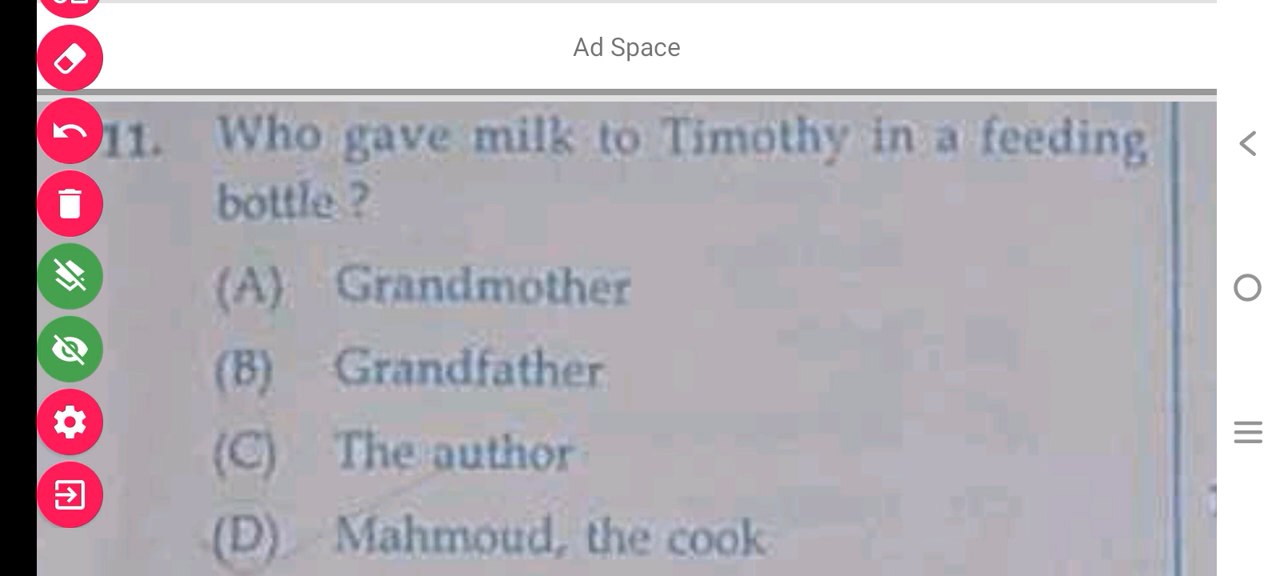 Ad Space
11. Who gave milk to Timothy in a feeding
bottle ?
(A) Grandmother
(B) Grandfather
(C) The author
(D) Mahmoud, the cook